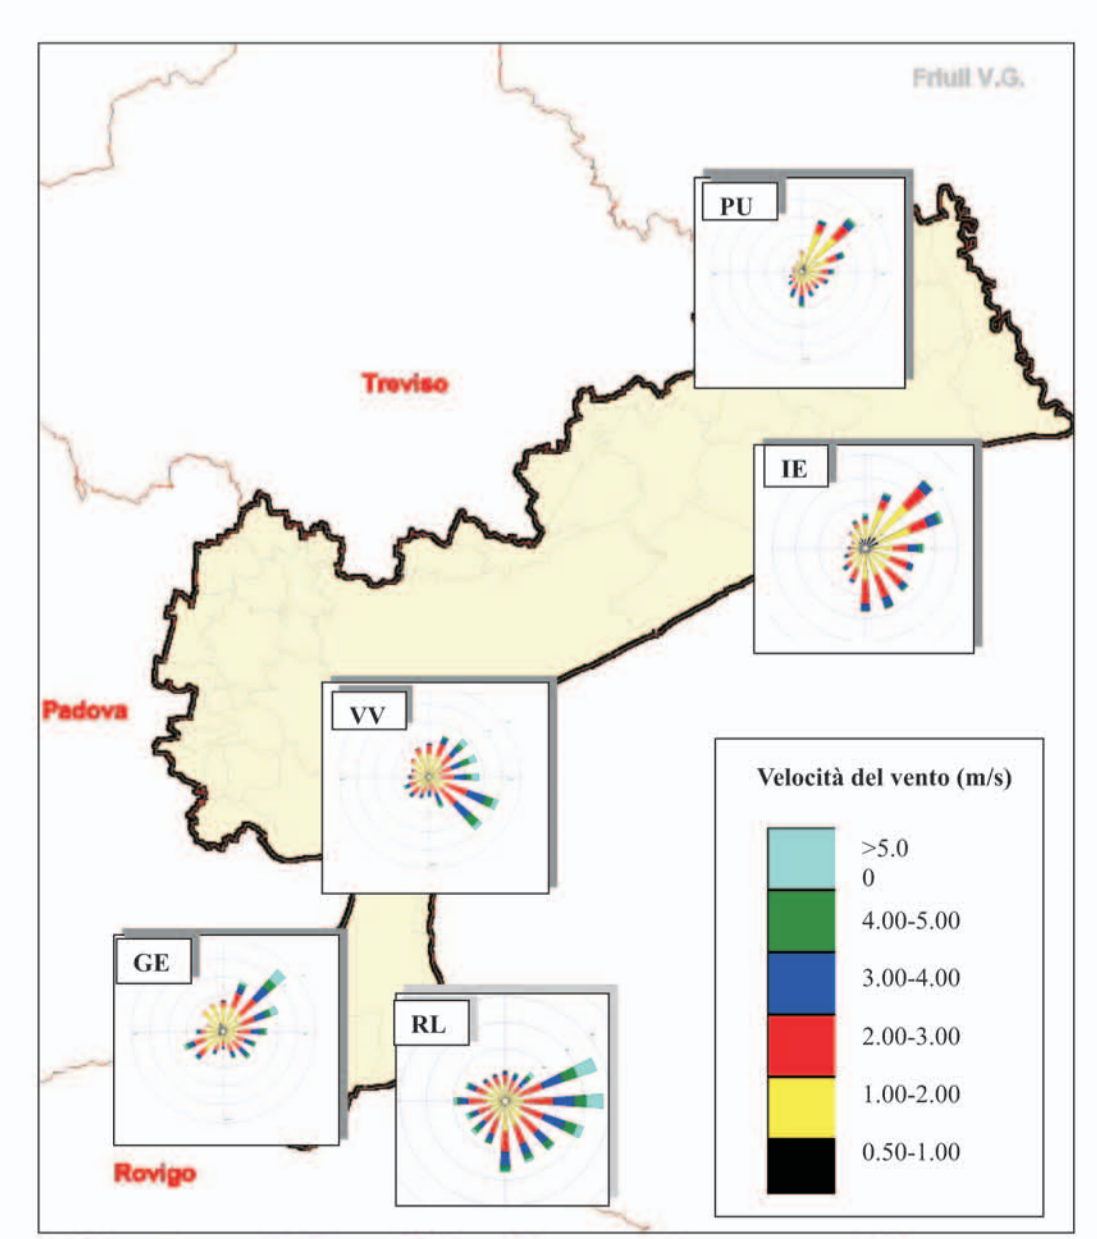 Friuli V.G.
PU
Treviso
IE
Padova
VV
Velocità del vento (m/s)
>5.0
0
4.00-5.00
3.00-4.00
2.00-3.00
1.00-2.00
0.50-1.00
GE
RL
Rovigo